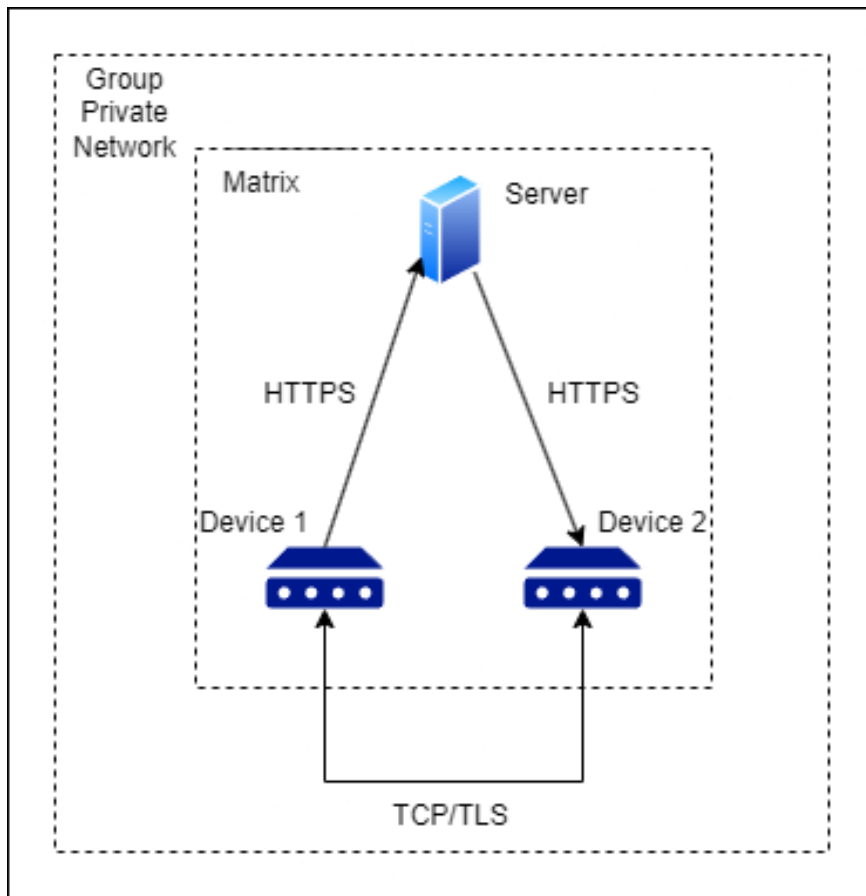 Group
Private
Network
Matrix
Server
HTTPS
HTTPS
Device 1
Device 2
TCP/TLS